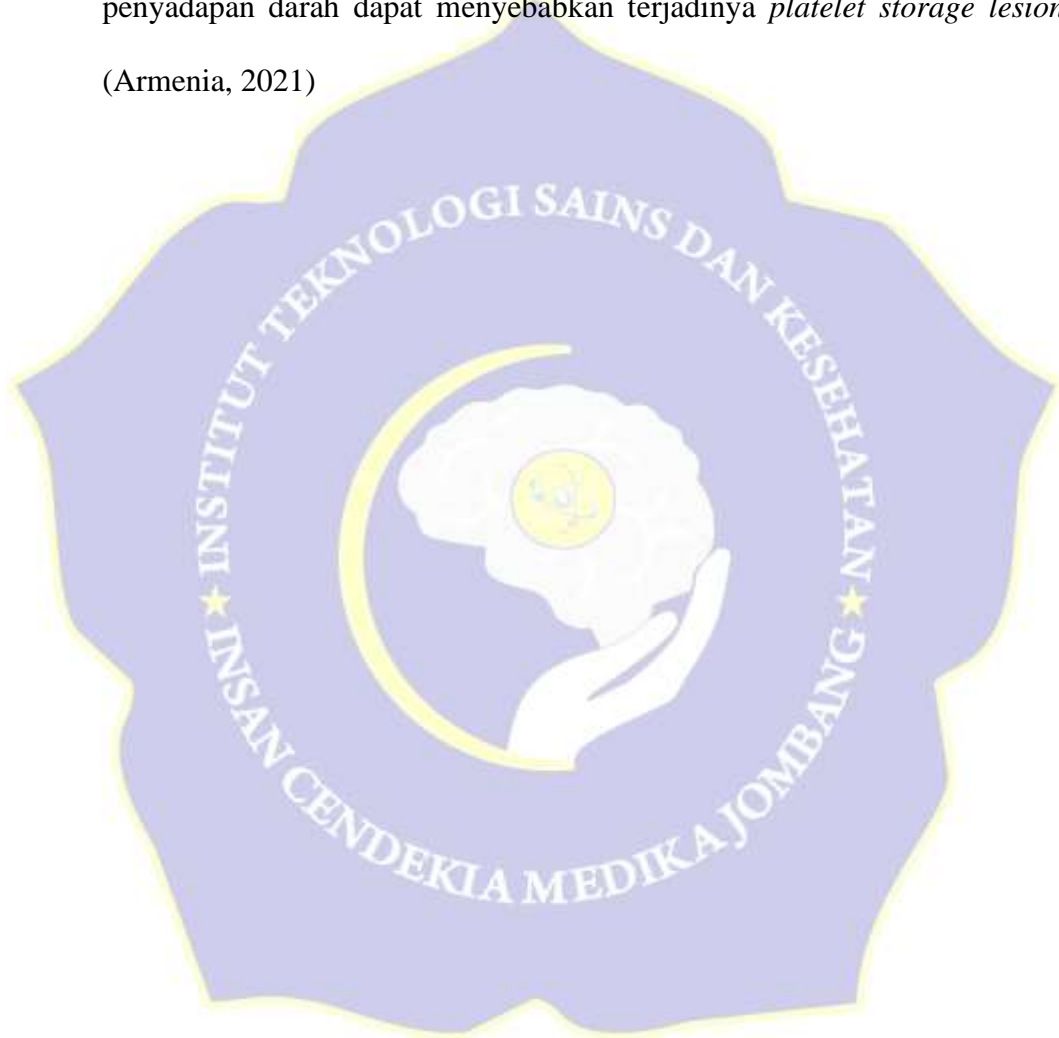 penyadapan darah dapat menyebabkan terjadinya platelet storage lesion
(Armenia, 2021)
INSTITUT TEKNOLOGI SAINS DAN KESEHATAN
INSAN CENDEKIA MEDIKA JOMBANG